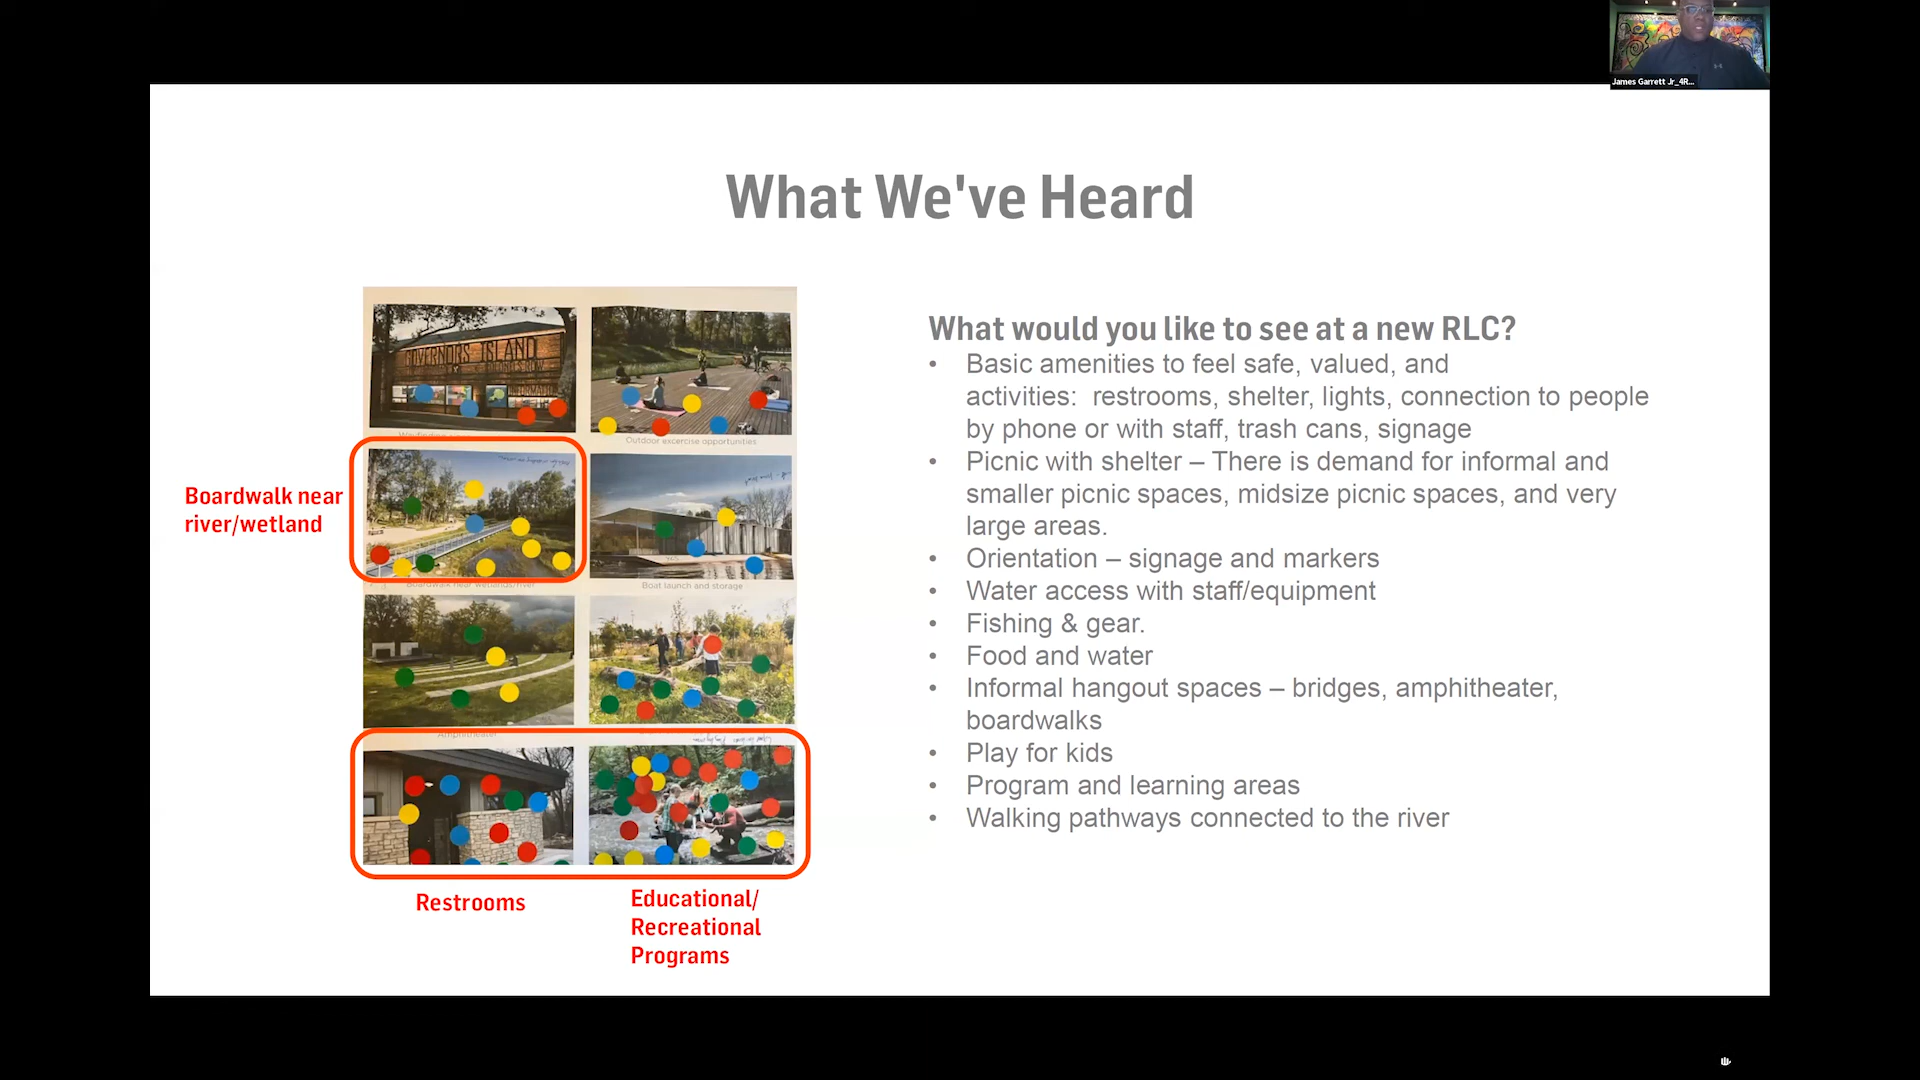 James Garrett Jr_4R...
What We've Heard
GOVERNORS ISLAND
Outdoor excercise opportunities
Boardwalk near
river/wetland
Boardwalk near wetlands/river
Boat launch and storage
Amphitheater
Restrooms
Educational/
Recreational
Programs
What would you like to see at a new RLC?
• Basic amenities to feel safe, valued, and
activities:  restrooms, shelter, lights, connection to people
by phone or with staff, trash cans, signage
• Picnic with shelter – There is demand for informal and
smaller picnic spaces, midsize picnic spaces, and very
large areas.
• Orientation – signage and markers
• Water access with staff/equipment
• Fishing & gear.
• Food and water
• Informal hangout spaces – bridges, amphitheater,
boardwalks
• Play for kids
• Program and learning areas
• Walking pathways connected to the river